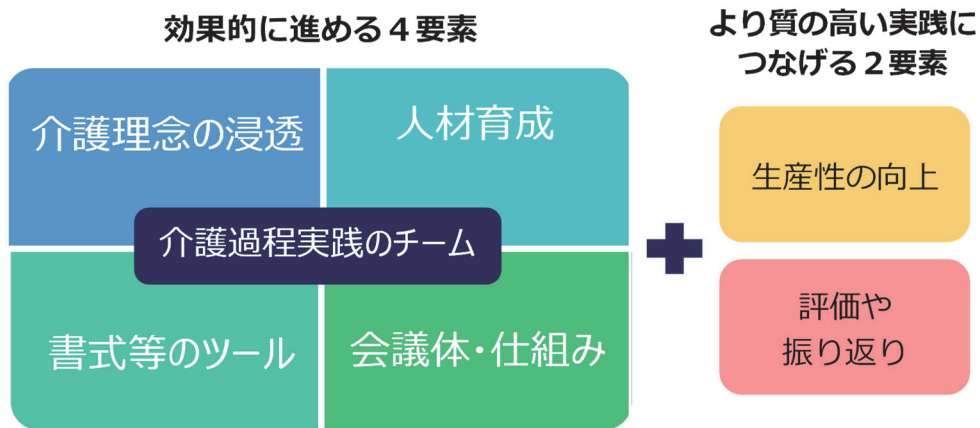 効果的に進める４要素
介護理念の浸透
人材育成
介護過程実践のチーム
書式等のツール
会議体・仕組み
より質の高い実践に
つなげる２要素
生産性の向上
評価や
振り返り